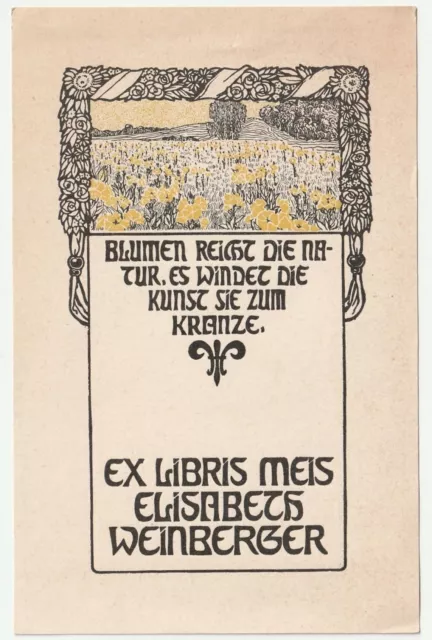 BLUMEN REICHT DIE NA-
TUR. ES WINDET DIE
KUNST SIE ZUM
KRANZE.
EX LIBRIS MEIS
ELISABETH
WEINBERGER